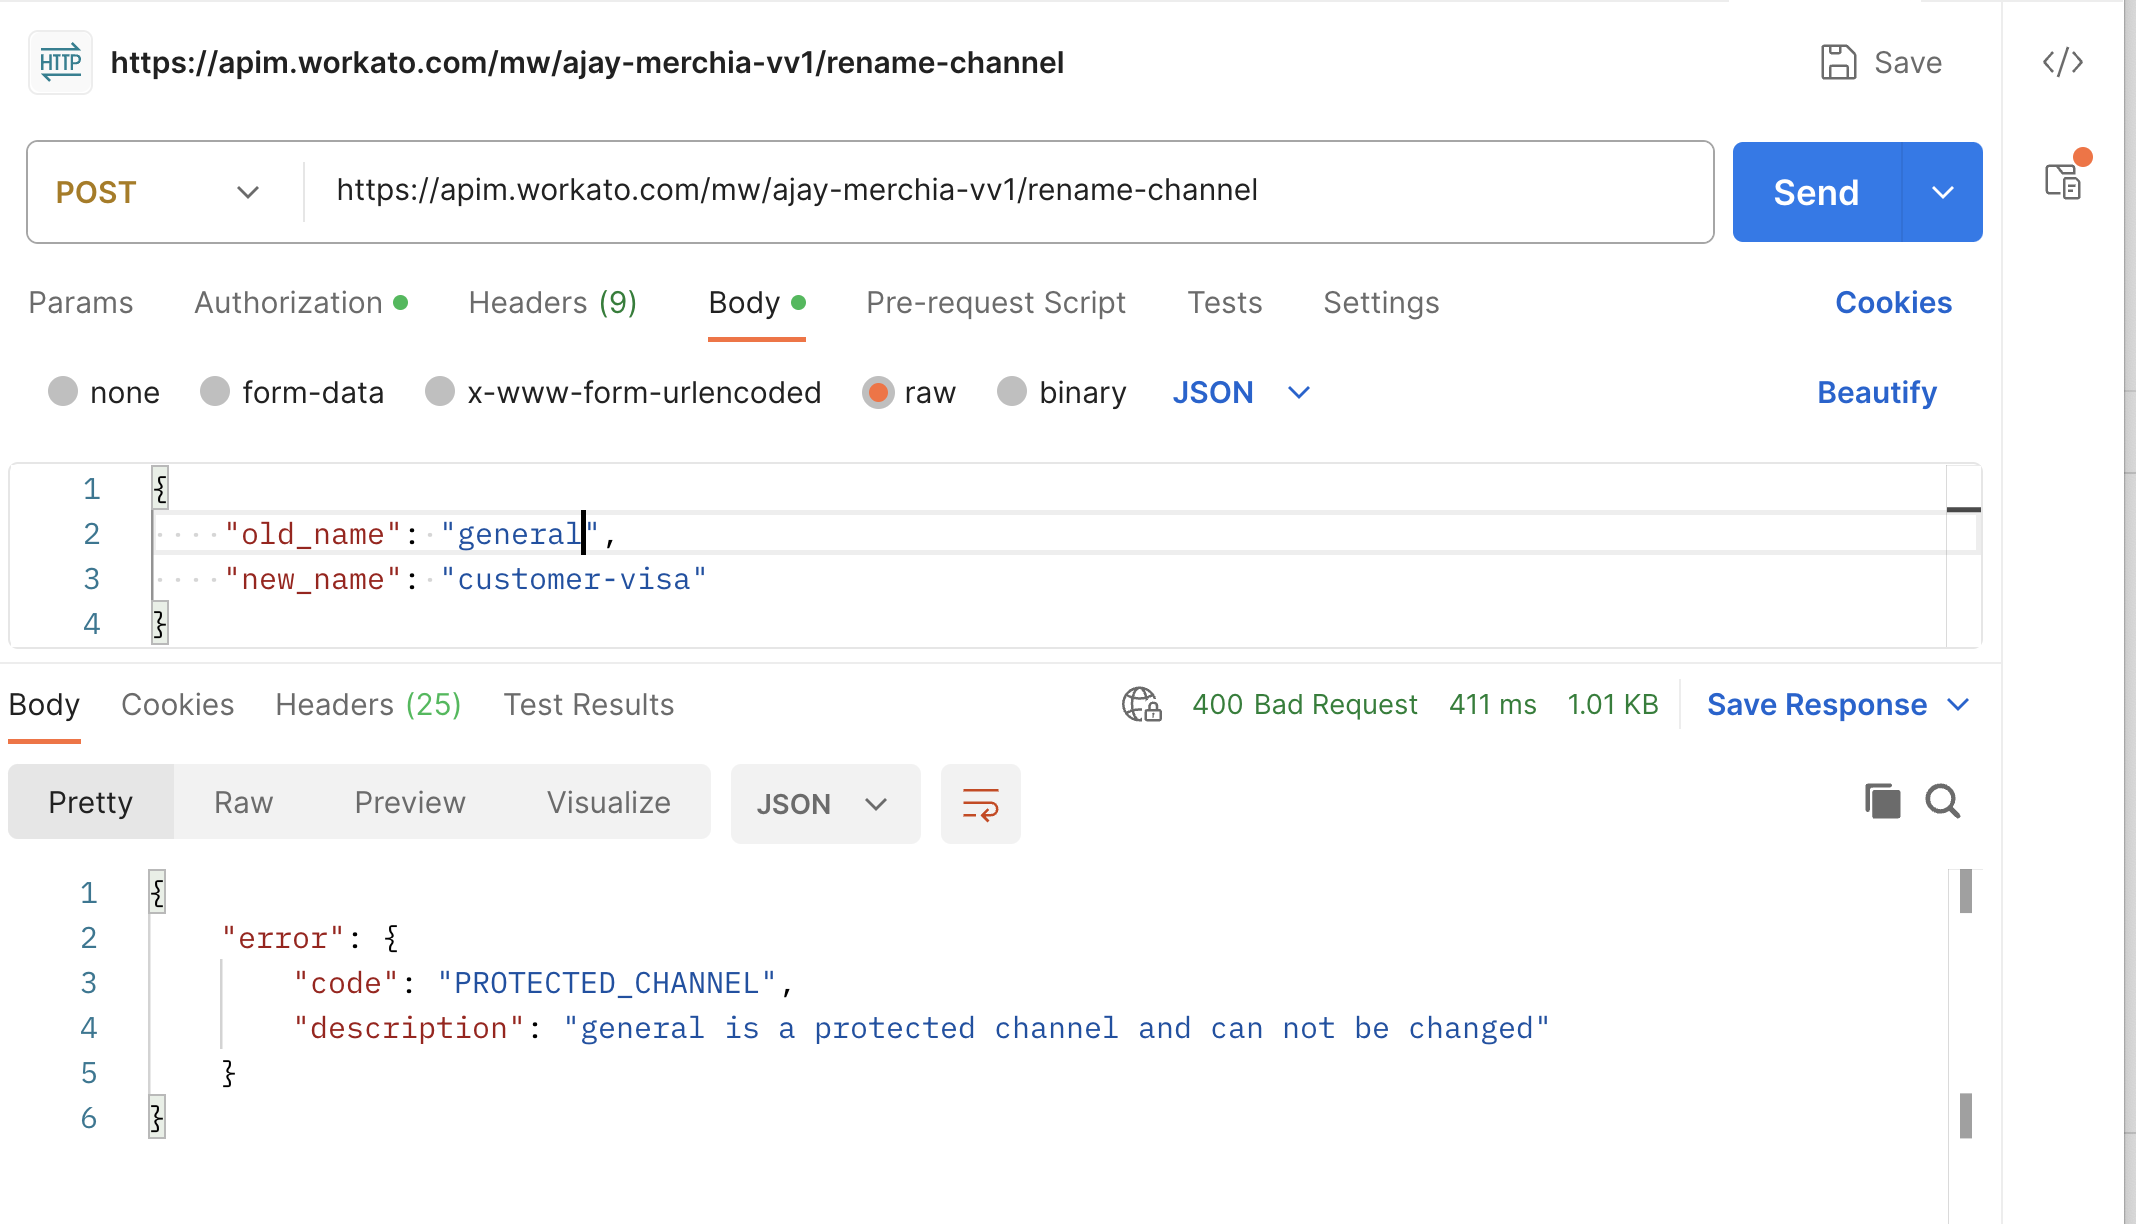 HTTP https://apim.workato.com/mw/ajay-merchia-vv1/rename-channel Save
POST https://apim.workato.com/mw/ajay-merchia-vv1/rename-channel Send
Params Authorization Headers (9) Body Pre-request Script Tests Settings Cookies
none form-data x-www-form-urlencoded raw binary JSON Beautify
1 {
2 "old_name": "general",
3 "new_name": "customer-visa"
4 }
Body Cookies Headers (25) Test Results 400 Bad Request 411 ms 1.01 KB Save Response
Pretty Raw Preview Visualize JSON
1 {
2 "error": {
3 "code": "PROTECTED_CHANNEL",
4 "description": "general is a protected channel and can not be changed"
5 }
6 }